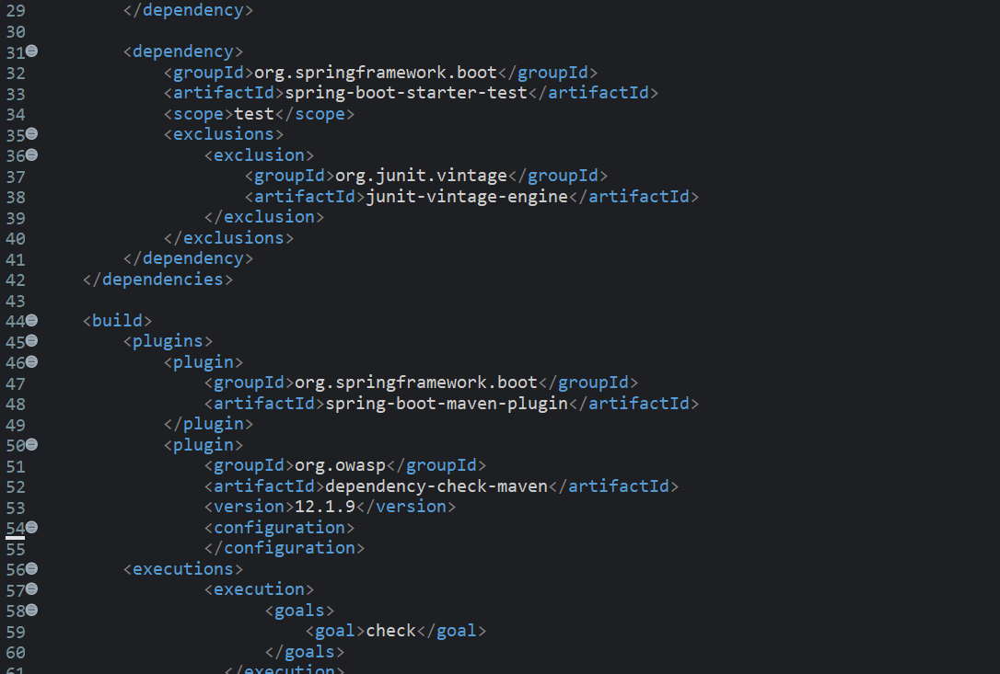 29 </dependency>
30
31 <dependency>
32 <groupId>org.springframework.boot</groupId>
33 <artifactId>spring-boot-starter-test</artifactId>
34 <scope>test</scope>
35 <exclusions>
36 <exclusion>
37 <groupId>org.junit.vintage</groupId>
38 <artifactId>junit-vintage-engine</artifactId>
39 </exclusion>
40 </exclusions>
41 </dependency>
42 </dependencies>
43
44 <build>
45 <plugins>
46 <plugin>
47 <groupId>org.springframework.boot</groupId>
48 <artifactId>spring-boot-maven-plugin</artifactId>
49 </plugin>
50 <plugin>
51 <groupId>org.owasp</groupId>
52 <artifactId>dependency-check-maven</artifactId>
53 <version>12.1.9</version>
54 <configuration>
55 </configuration>
56 <executions>
57 <execution>
58 <goals>
59 <goal>check</goal>
60 </goals>
61 </execution>